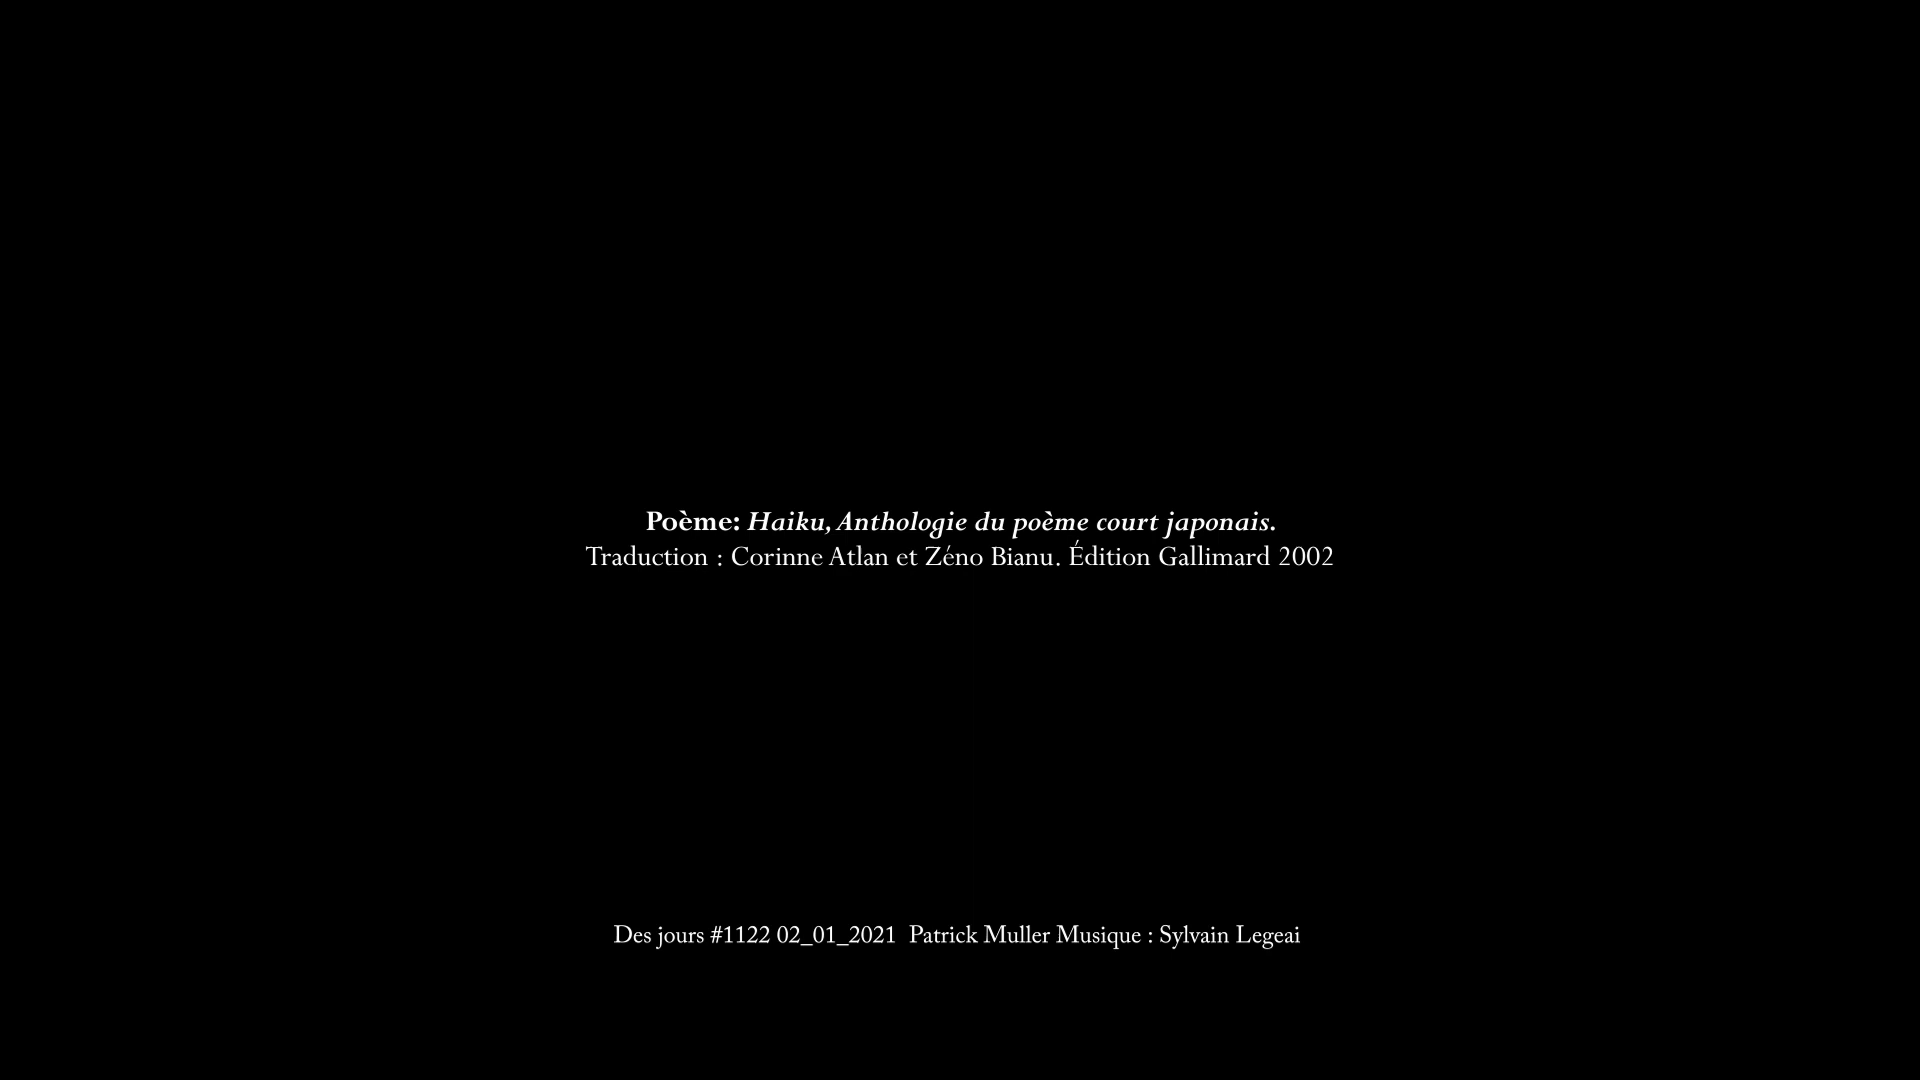 Poème: Haiku, Anthologie du poème court japonais.
Traduction : Corinne Atlan et Zéno Bianu. Édition Gallimard 2002
Des jours #1122 02_01_2021  Patrick Muller Musique : Sylvain Legeai